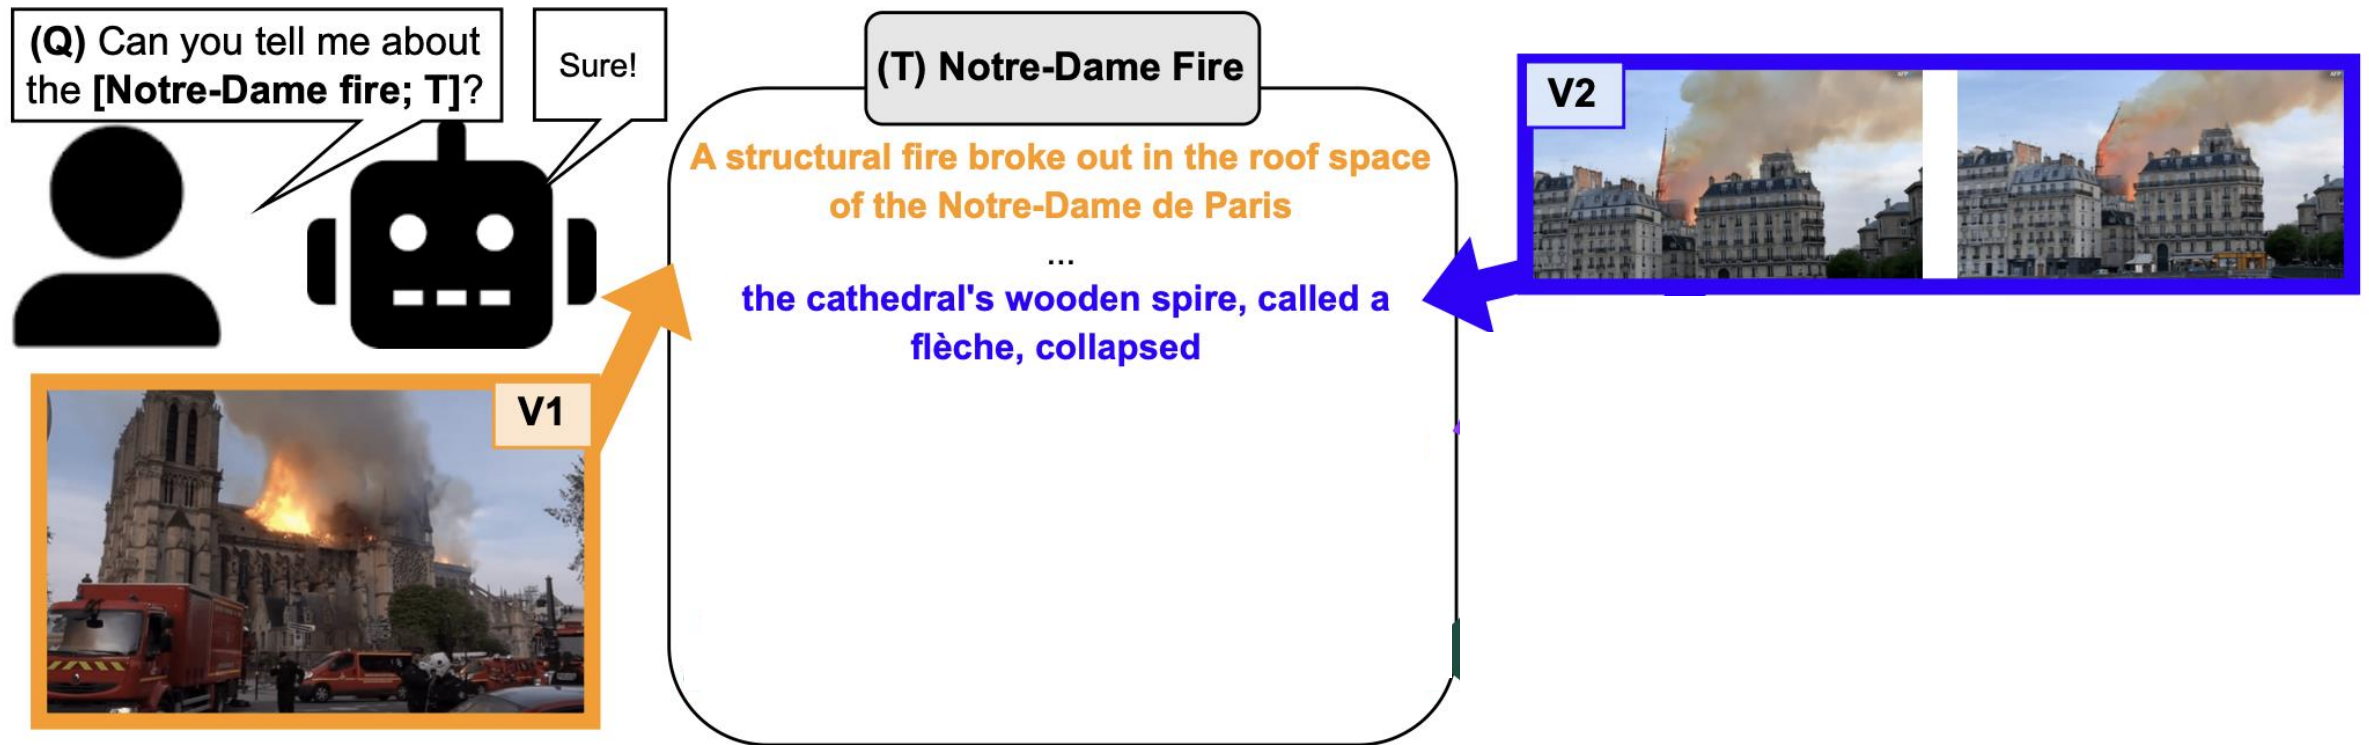 (Q) Can you tell me about
the [Notre-Dame fire; T]?
Sure!
(T) Notre-Dame Fire
A structural fire broke out in the roof space
of the Notre-Dame de Paris
...
the cathedral's wooden spire, called a
flèche, collapsed
V1
V2